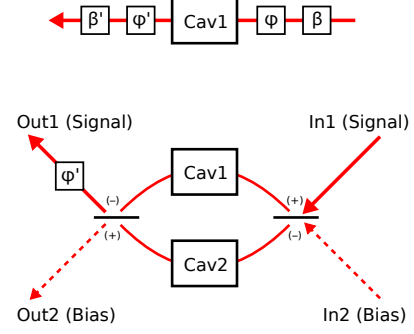 β' φ' Cav1 φ β
Out1 (Signal) In1 (Signal)
φ' Cav1
(–) (+)
(+) (–)
Cav2
Out2 (Bias) In2 (Bias)